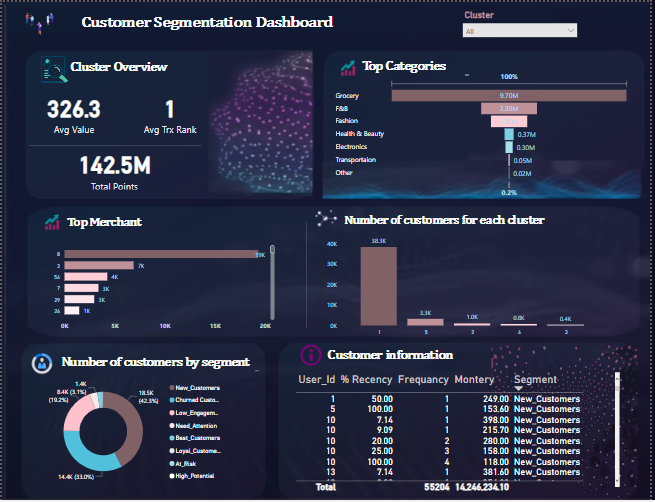 Customer Segmentation Dashboard
Cluster
All
Cluster Overview
326.3
Avg Value
1
Avg Trx Rank
142.5M
Total Points
Top Categories
100%
Grocery 9.70M
F&B 2.30M
Fashion
Health & Beauty 0.37M
Electronics 0.30M
Transportaion 0.05M
Other 0.02M
0.2%
Top Merchant
8 19K
3 7K
56 4K
7 3K
29 3K
26 1K
0K 5K 10K 15K 20K
Number of customers for each cluster
40K
30K
20K
10K
0K
38.3K 3.3K 1.0K 0.8K 0.4K
1 5 2 4 3
Number of customers by segment
1.4K
8.4K (3.1%)
(19.2%)
18.5K
(42.3%)
14.4K (33.0%)
New_Customers
Churned Custo...
Low_Engagem...
Need_Attention
Best_Customers
Loyal_Custome...
At_Risk
High_Potential
Customer information
User_Id % Recency Frequancy Montery Segment
1 50.00 1 249.00 New_Customers
5 100.00 1 153.60 New_Customers
10 7.14 1 398.00 New_Customers
10 9.09 1 215.70 New_Customers
10 20.00 2 280.00 New_Customers
10 25.00 3 158.00 New_Customers
10 100.00 4 118.00 New_Customers
13 7.14 1 381.60 New_Customers
Total 55204 14,246,234.10